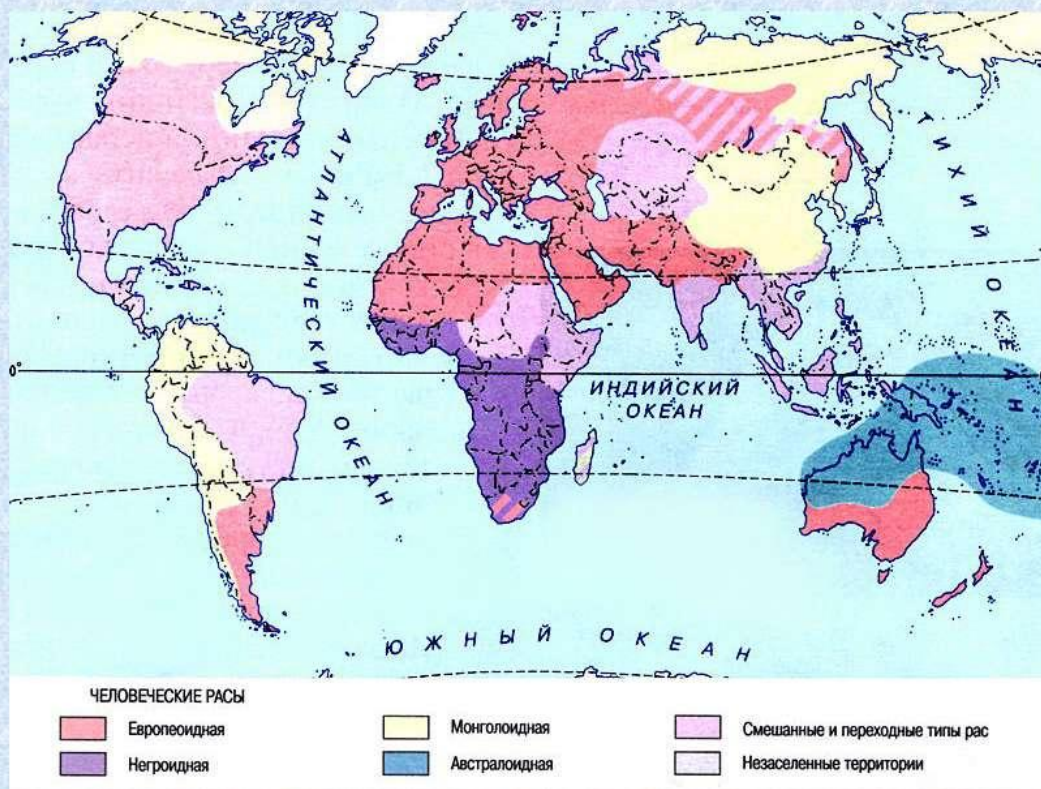 АТЛАНТИЧЕСКИЙ ОКЕАН
ТИХИЙ ОКЕАН
0°
ИНДИЙСКИЙ
ОКЕАН
ЮЖНЫЙ ОКЕАН
ЧЕЛОВЕЧЕСКИЕ РАСЫ
Европеоидная
Монголоидная
Смешанные и переходные типы рас
Негроидная
Австралоидная
Незаселенные территории